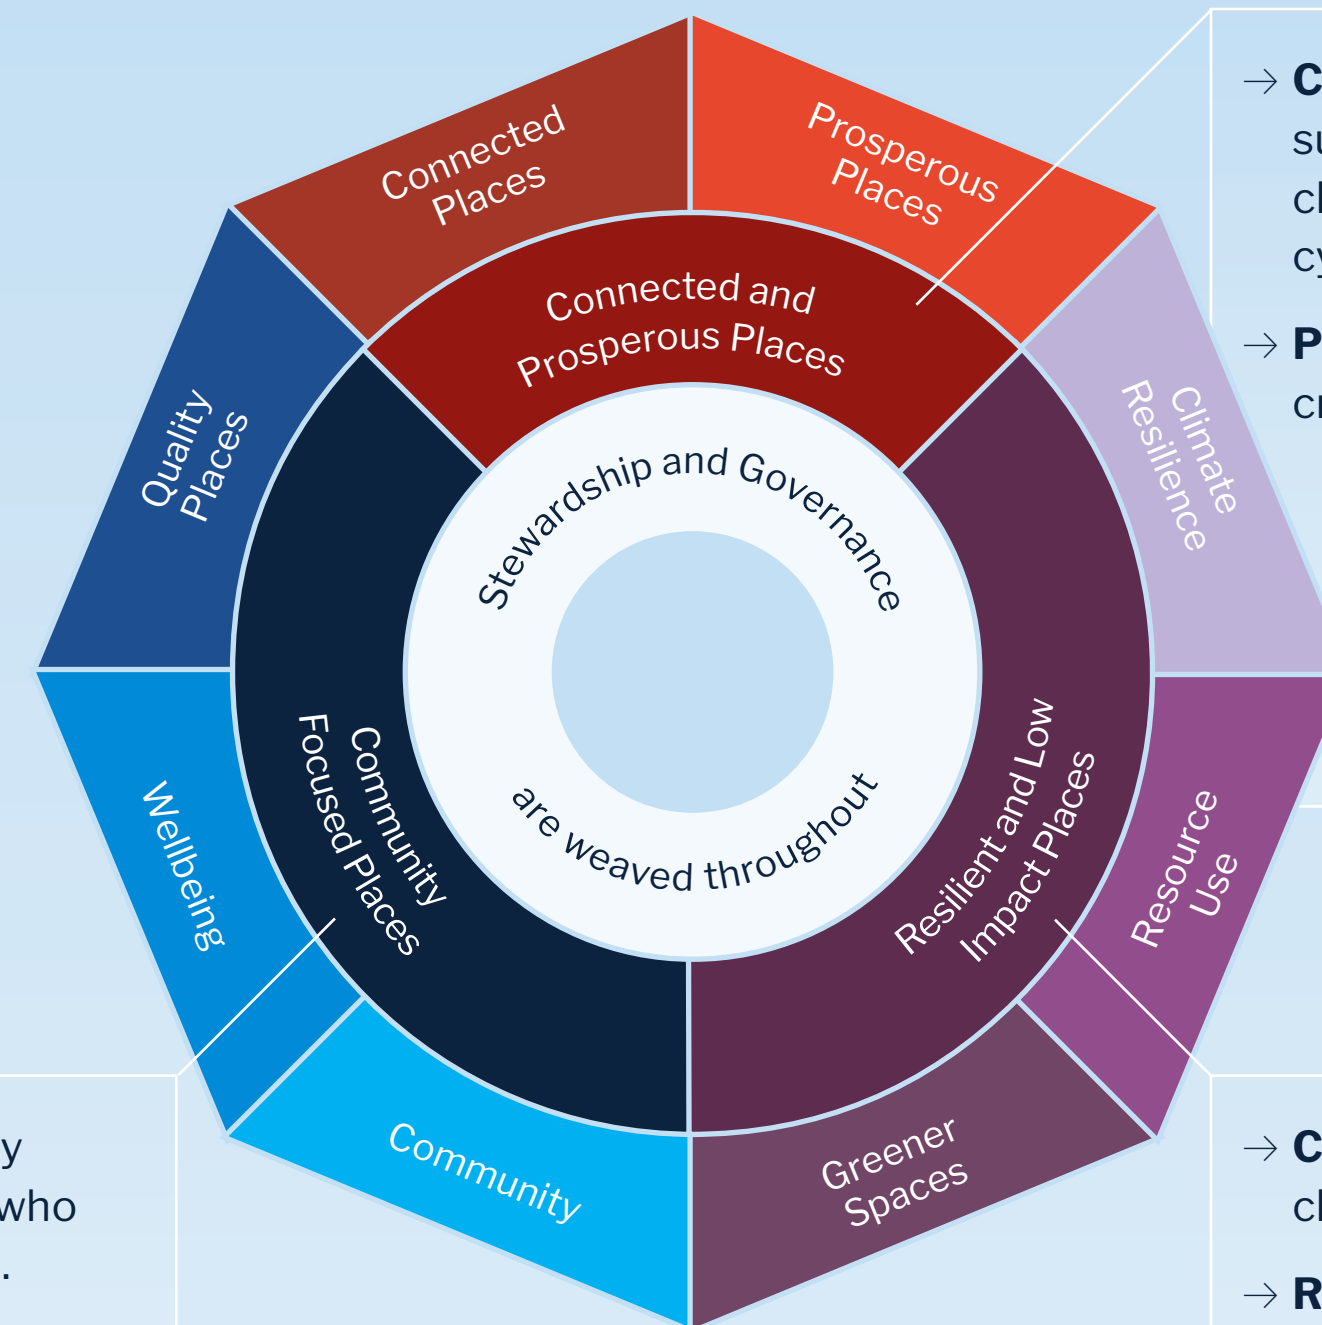 Connected
Places
Prosperous
Places
Connected and
Prosperous Places
Climate
Resilience
Quality
Places
Stewardship and Governance
are weaved throughout
Community
Focused Places
Resilient and Low
Impact Places
Wellbeing
Resource
Use
Community
Greener
Spaces
→ C
su
→ P
y
who
.
→ C
→ R